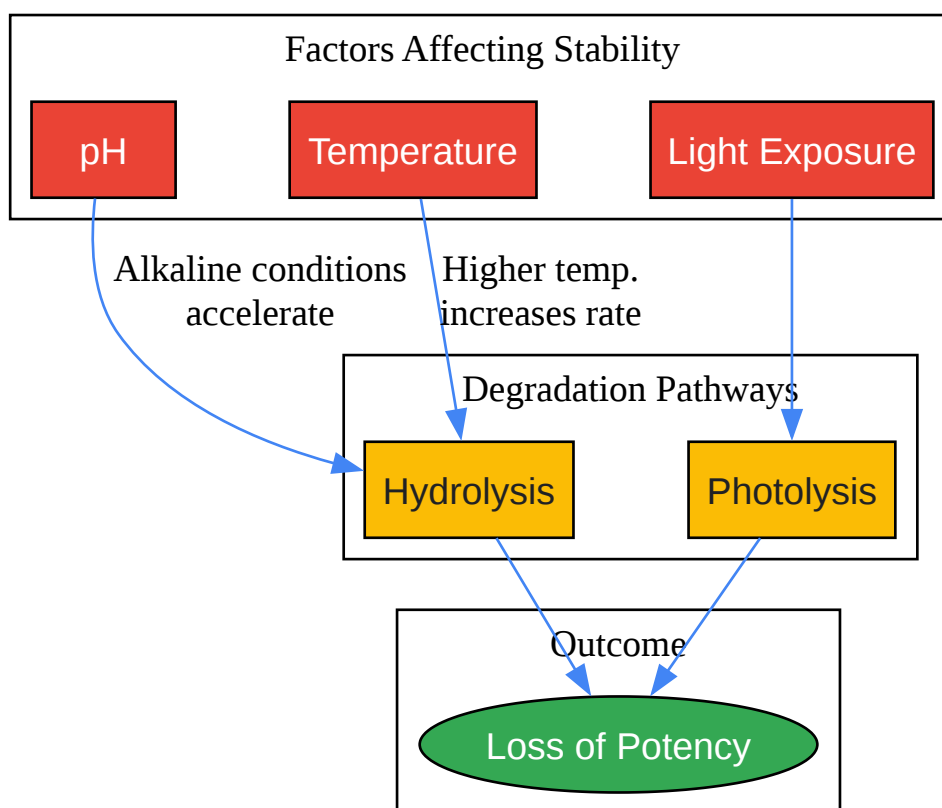 Factors Affecting Stability
pH
Temperature
Light Exposure
Alkaline conditions
accelerate
Higher temp.
increases rate
Degradation Pathways
Hydrolysis
Photolysis
Outcome
Loss of Potency